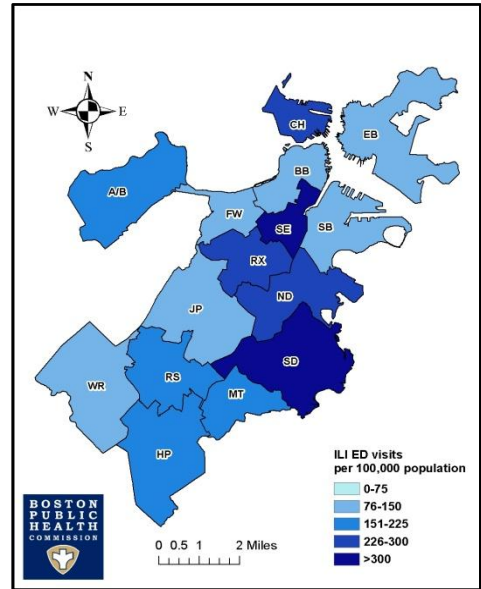 N
W E
S
CH
EB
A/B
BB
FW
SE
SB
RX
ND
JP
SD
WR
RS
MT
HP
ILI ED visits
per 100,000 population
0-75
76-150
151-225
226-300
>300
BOSTON
PUBLIC
HEALTH
COMMISSION
0 0.5 1 2 Miles